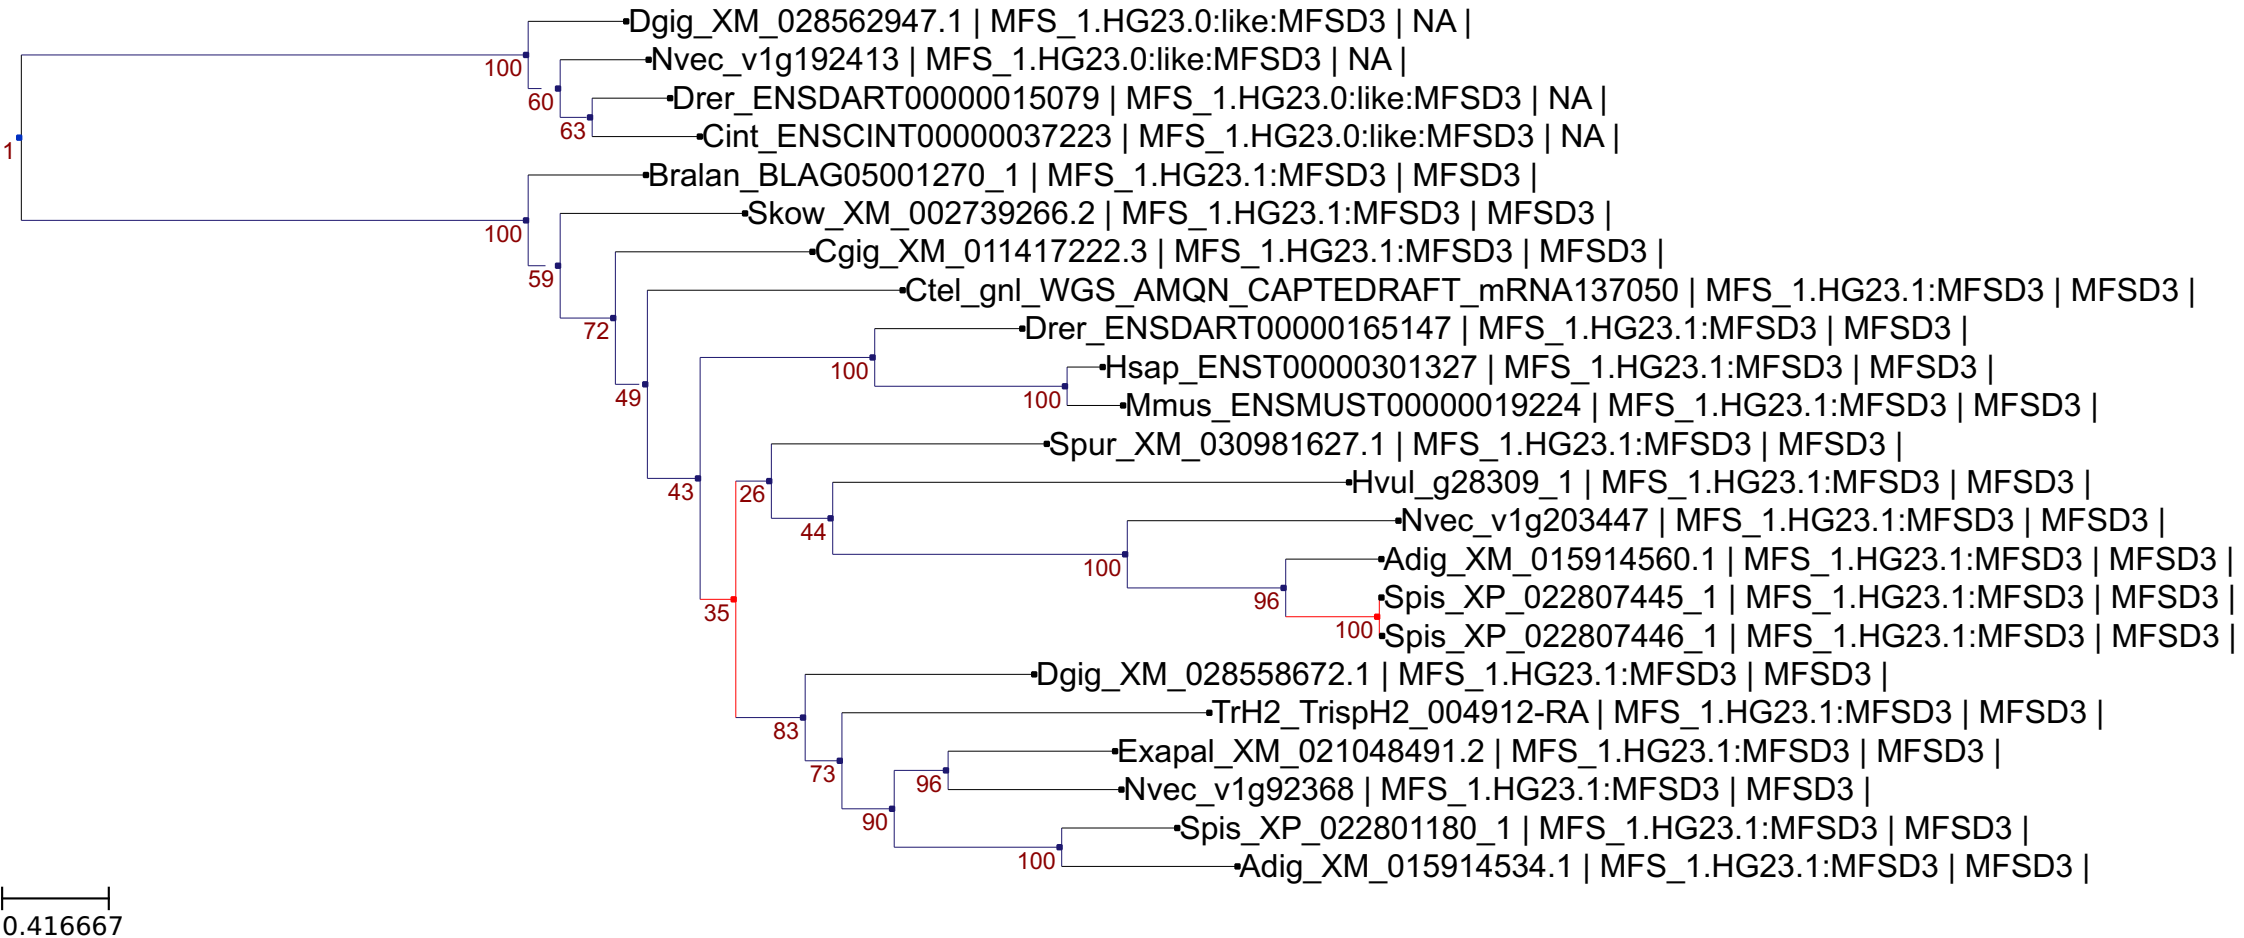 Dgig_XM_028562947.1 | MFS_1.HG23.0:like:MFSD3 | NA |
100
Nvec_v1g192413 | MFS_1.HG23.0:like:MFSD3 | NA |
60
Drer_ENSDART00000015079 | MFS_1.HG23.0:like:MFSD3 | NA |
63
Cint_ENSCINT00000037223 | MFS_1.HG23.0:like:MFSD3 | NA |
1
Bralan_BLAG05001270_1 | MFS_1.HG23.1:MFSD3 | MFSD3 |
Skow_XM_002739266.2 | MFS_1.HG23.1:MFSD3 | MFSD3 |
100
Cgig_XM_011417222.3 | MFS_1.HG23.1:MFSD3 | MFSD3 |
59
Ctel_gnl_WGS_AMQN_CAPTEDRAFT_mRNA137050 | MFS_1.HG23.1:MFSD3 | MFSD3 |
72
Drer_ENSDART00000165147 | MFS_1.HG23.1:MFSD3 | MFSD3 |
100
Hsap_ENST00000301327 | MFS_1.HG23.1:MFSD3 | MFSD3 |
49
100
Mmus_ENSMUST00000019224 | MFS_1.HG23.1:MFSD3 | MFSD3 |
Spur_XM_030981627.1 | MFS_1.HG23.1:MFSD3 | MFSD3 |
43
26
Hvul_g28309_1 | MFS_1.HG23.1:MFSD3 | MFSD3 |
44
Nvec_v1g203447 | MFS_1.HG23.1:MFSD3 | MFSD3 |
100
Adig_XM_015914560.1 | MFS_1.HG23.1:MFSD3 | MFSD3 |
96
Spis_XP_022807445_1 | MFS_1.HG23.1:MFSD3 | MFSD3 |
35
100
Spis_XP_022807446_1 | MFS_1.HG23.1:MFSD3 | MFSD3 |
Dgig_XM_028558672.1 | MFS_1.HG23.1:MFSD3 | MFSD3 |
83
TrH2_TrispH2_004912-RA | MFS_1.HG23.1:MFSD3 | MFSD3 |
73
Exapal_XM_021048491.2 | MFS_1.HG23.1:MFSD3 | MFSD3 |
96
Nvec_v1g92368 | MFS_1.HG23.1:MFSD3 | MFSD3 |
90
Spis_XP_022801180_1 | MFS_1.HG23.1:MFSD3 | MFSD3 |
100
Adig_XM_015914534.1 | MFS_1.HG23.1:MFSD3 | MFSD3 |
0.416667